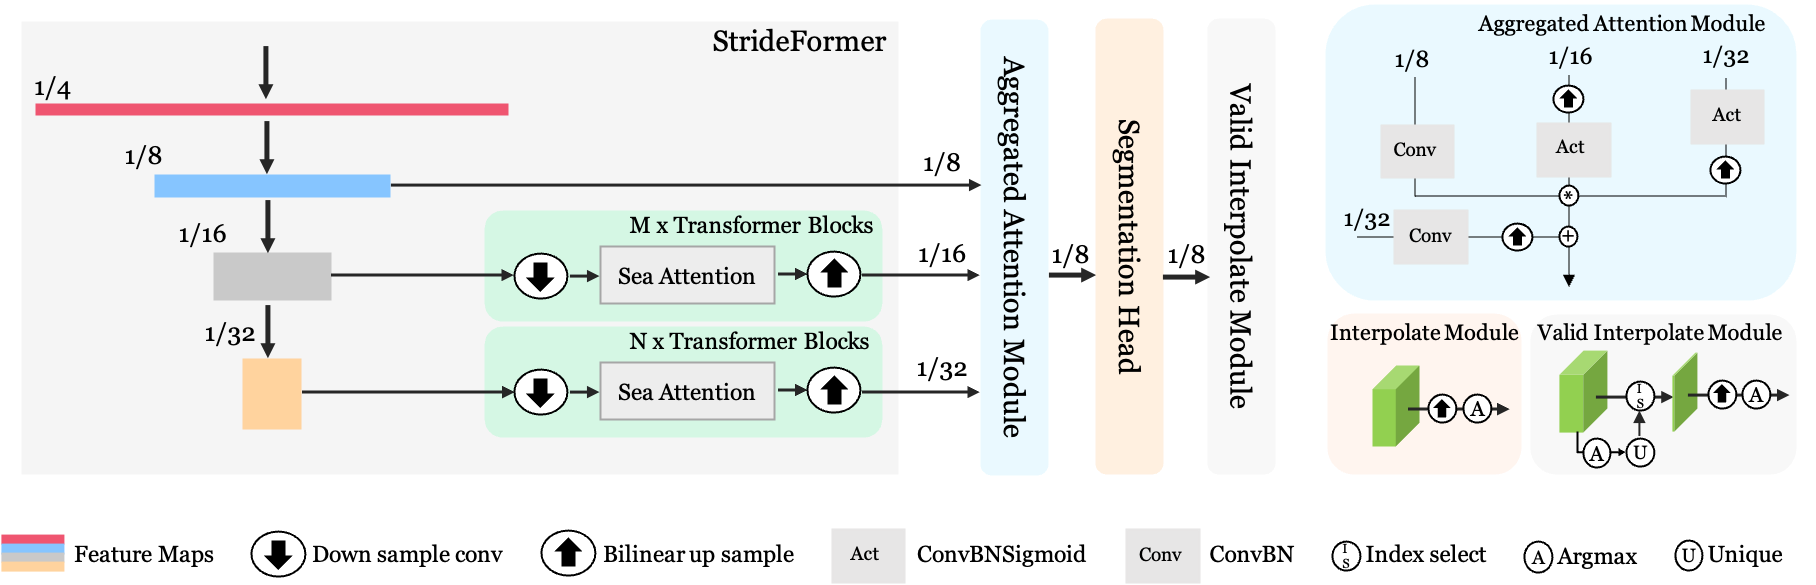 StrideFormer
1/4
1/8
1/8
1/16
M x Transformer Blocks
Sea Attention
1/16
1/32
N x Transformer Blocks
Sea Attention
1/32
Aggregated Attention Module
1/8
Segmentation Head
1/8
Valid Interpolate Module
Aggregated Attention Module
1/8
1/16
1/32
Conv
Act
Act
*
1/32
Conv
+
Interpolate Module
A
Valid Interpolate Module
I
s
A
A
U
Feature Maps
Down sample conv
Bilinear up sample
Act
ConvBNSigmoid
Conv
ConvBN
I
s
Index select
A
Argmax
U
Unique